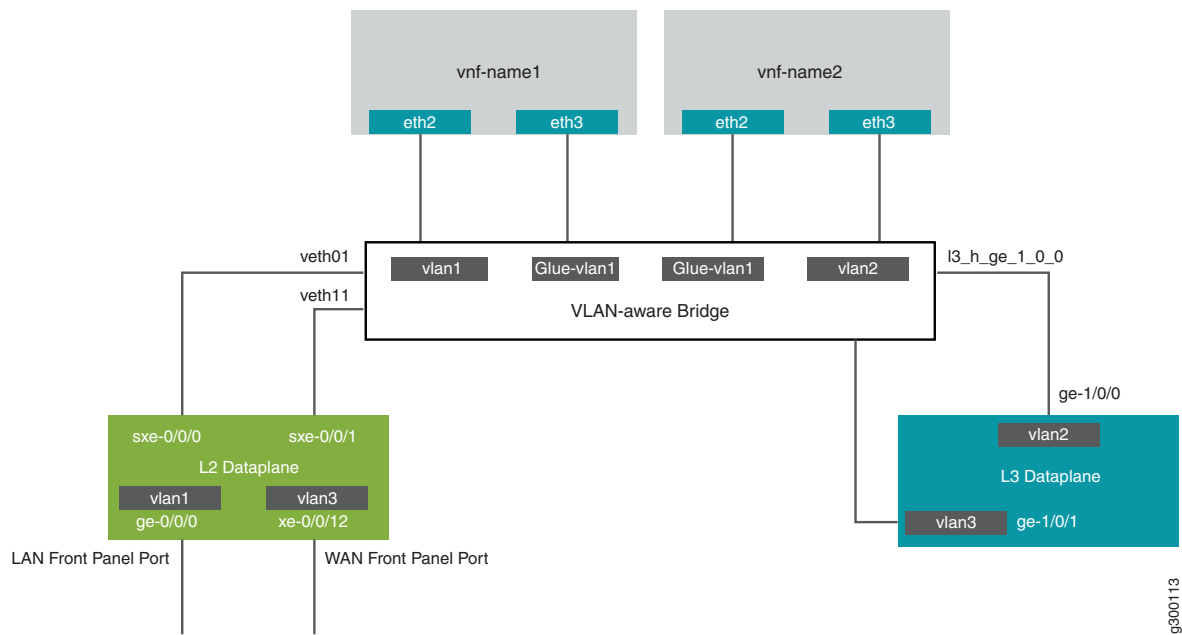 vnf-name1
vnf-name2
eth2
eth3
eth2
eth3
veth01
vlan1
Glue-vlan1
Glue-vlan1
vlan2
l3_h_ge_1_0_0
veth11
VLAN-aware Bridge
ge-1/0/0
sxe-0/0/0
sxe-0/0/1
vlan2
L2 Dataplane
L3 Dataplane
vlan1
vlan3
ge-0/0/0
xe-0/0/12
vlan3
ge-1/0/1
LAN Front Panel Port
WAN Front Panel Port
g300113